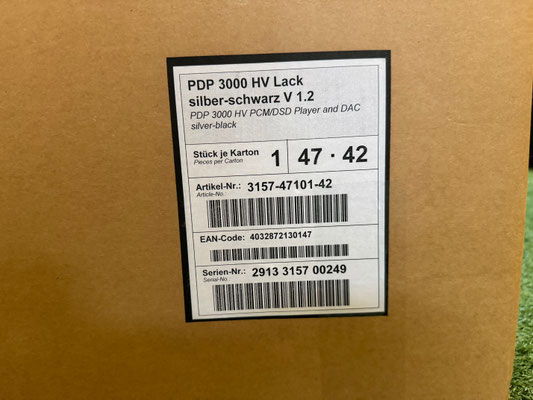 PDP 3000 HV Lack
silber-schwarz V 1.2
PDP 3000 HV PCM/DSD Player and DAC
silver-black
Stück je Karton 1 47 · 42
Pieces per Carton
Artikel-Nr.: 3157-47101-42
Article-No.:
EAN-Code: 4032872130147
Serien-Nr.: 2913 3157 00249
Serial-No.: